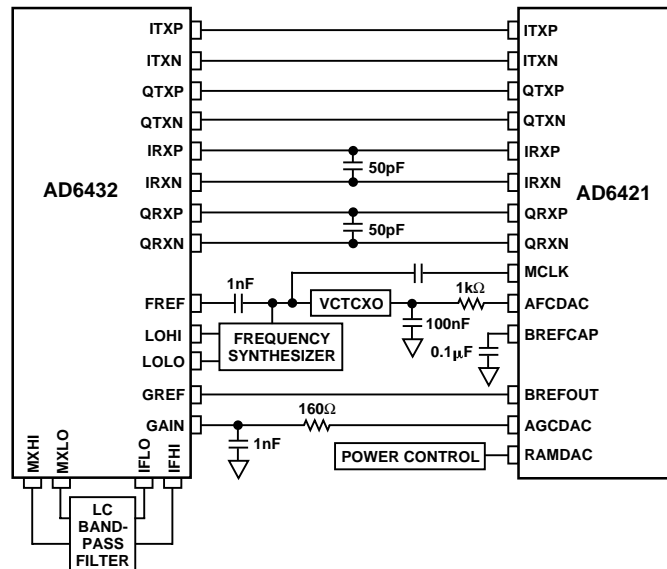 ITXP
ITXN
QTXP
QTXN
IRXP
IRXN
QRXP
QRXN
FREF
LOHI
LOLO
GREF
GAIN
AD6432
MXHI
MXLO
IFLO
IFHI
LC
BAND-
PASS
FILTER
50pF
50pF
1nF
VCTCXO
FREQUENCY
SYNTHESIZER
1kΩ
100nF
0.1μF
160Ω
1nF
POWER CONTROL
ITXP
ITXN
QTXP
QTXN
IRXP
IRXN
QRXP
QRXN
MCLK
AFCDAC
BREFCAP
BREFOUT
AGCDAC
RAMDAC
AD6421